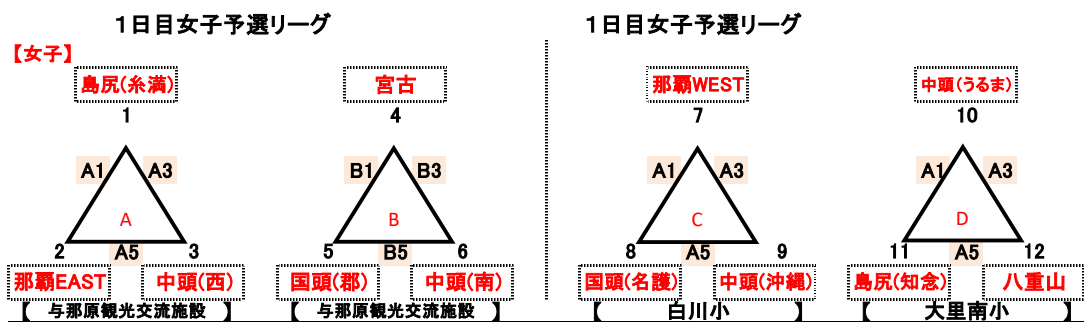 1日目女子予選リーグ 1日目女子予選リーグ
【女子】
島尻(糸満) 宮古 那覇WEST 中頭(うるま)
1 4 7 10
A1 A3 B1 B3 A1 A3 A1 A3
A B C D
2 A5 3 5 B5 6 8 A5 9 11 A5 12
那覇EAST 中頭(西) 国頭(郡) 中頭(南) 国頭(名護) 中頭(沖縄) 島尻(知念) 八重山
【 与那原観光交流施設 】 【 与那原観光交流施設 】 【 白川小 】 【 大里南小 】